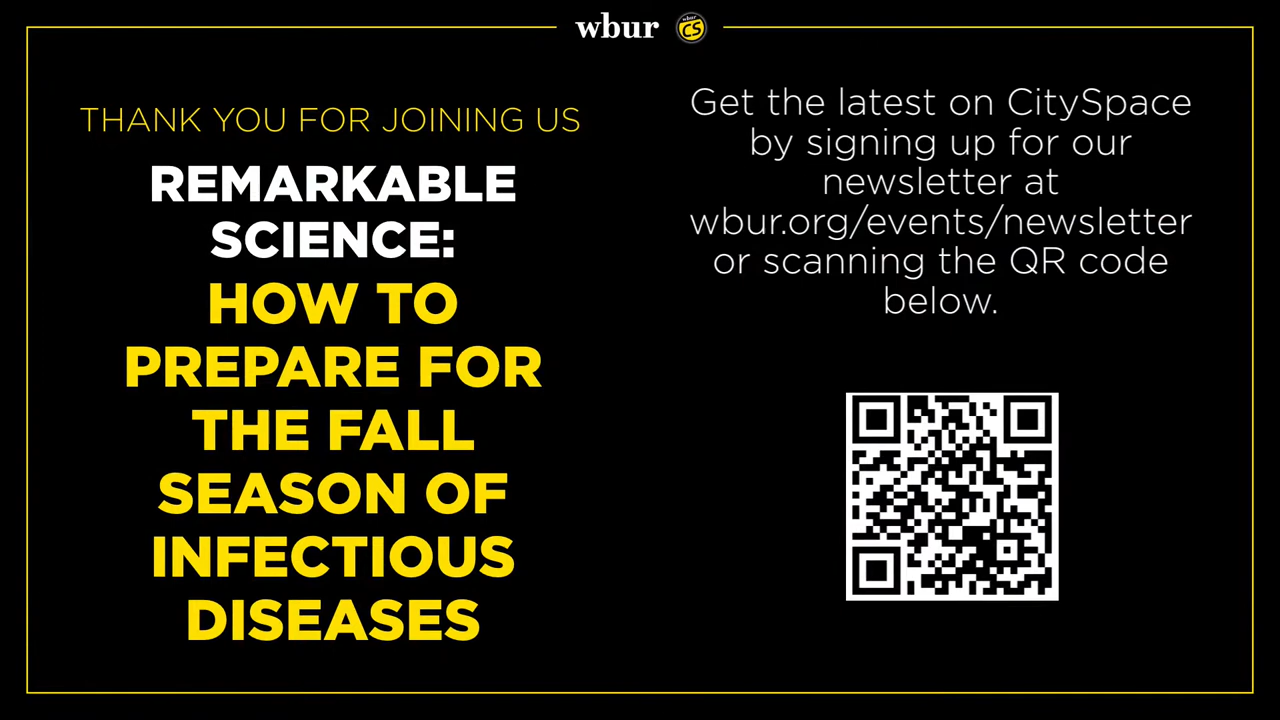 wbur CS
THANK YOU FOR JOINING US
REMARKABLE
SCIENCE:
HOW TO
PREPARE FOR
THE FALL
SEASON OF
INFECTIOUS
DISEASES
Get the latest on CitySpace
by signing up for our
newsletter at
wbur.org/events/newsletter
or scanning the QR code
below.